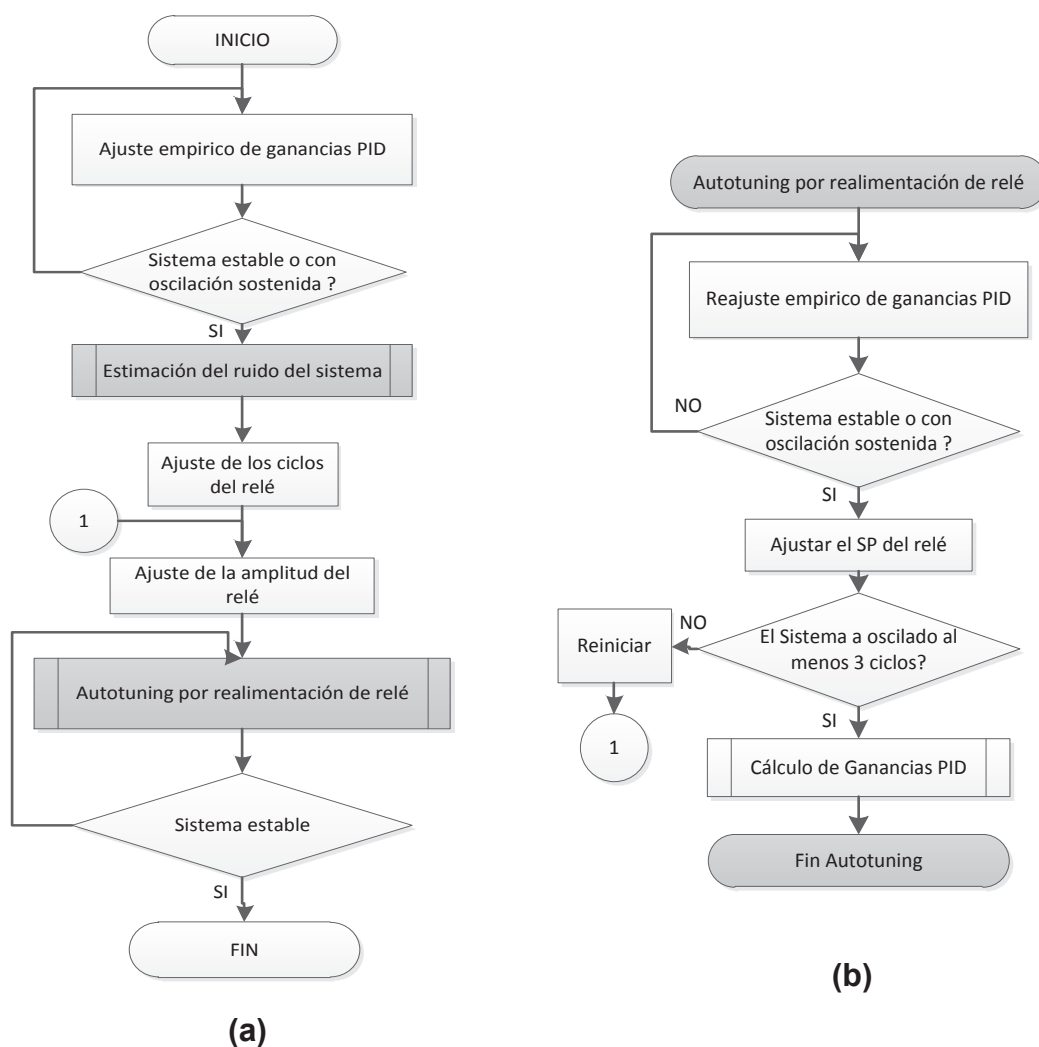 INICIO
Ajuste empirico de ganancias PID
Sistema estable o con
oscilación sostenida ?
SI
Estimación del ruido del sistema
Ajuste de los ciclos
del relé
1
Ajuste de la amplitud del
relé
Autotuning por realimentación de relé
Sistema estable
SI
FIN
(a)
Autotuning por realimentación de relé
Reajuste empirico de ganancias PID
NO
Sistema estable o con
oscilación sostenida ?
SI
Ajustar el SP del relé
El Sistema a oscilado al
menos 3 ciclos?
NO
Reiniciar
1
SI
Cálculo de Ganancias PID
Fin Autotuning
(b)